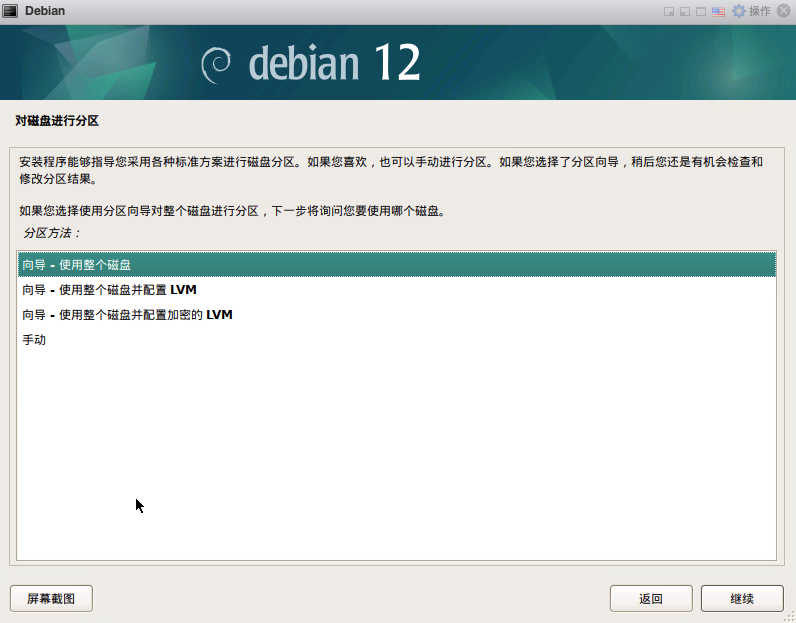 Debian
操作
debian 12
对磁盘进行分区
安装程序能够指导您采用各种标准方案进行磁盘分区。如果您喜欢，也可以手动进行分区。如果您选择了分区向导，稍后您还是有机会检查和
修改分区结果。
如果您选择使用分区向导对整个磁盘进行分区，下一步将询问您要使用哪个磁盘。
分区方法：
向导 - 使用整个磁盘
向导 - 使用整个磁盘并配置 LVM
向导 - 使用整个磁盘并配置加密的 LVM
手动
屏幕截图
返回
继续